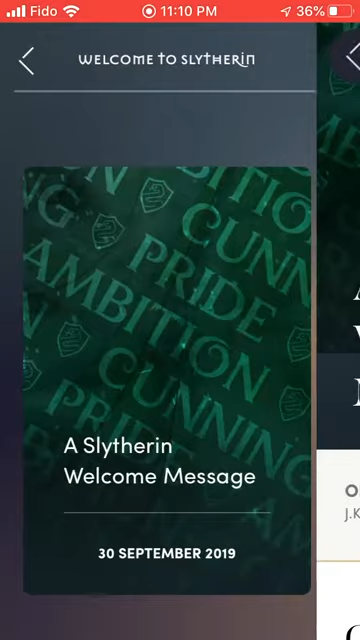 Fido 11:10 PM 36%
WELCOME TO SLYTHERIN
CUNNING
PRIDE
AMBITION
CUNNING
PRIDE
A Slytherin
Welcome Message
30 SEPTEMBER 2019
J.K